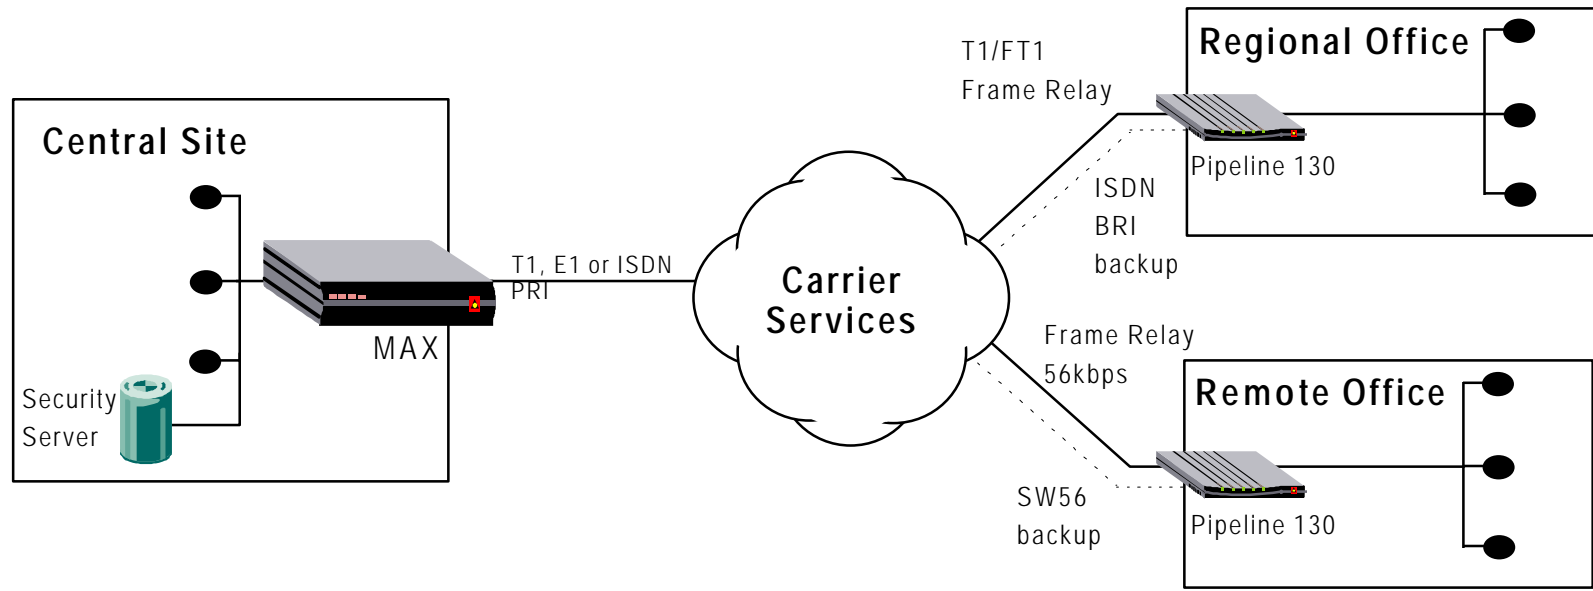 Central Site
Security
Server
MAX
T1, E1 or ISDN
PRI
Carrier
Services
T1/FT1
Frame Relay
ISDN
BRI
backup
Regional Office
Pipeline 130
Frame Relay
56kbps
SW56
backup
Remote Office
Pipeline 130